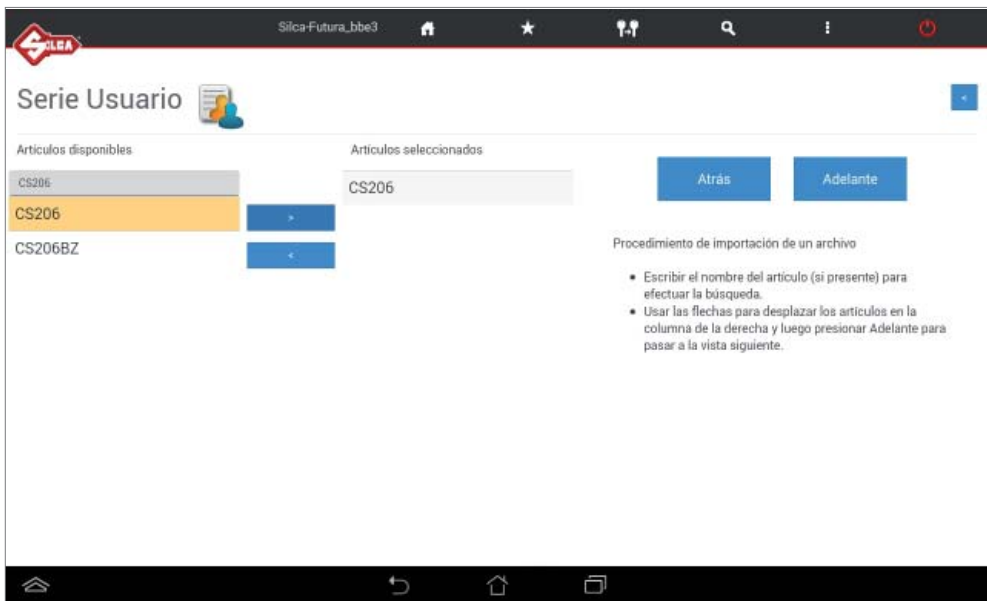 SILCA
Silca-Futura_bbe3
Serie Usuario
<
Artículos disponibles
Artículos seleccionados
CS206
CS206
Atrás
Adelante
CS206
>
CS206BZ
<
Procedimiento de importación de un archivo
• Escribir el nombre del artículo (si presente) para
efectuar la búsqueda.
• Usar las flechas para desplazar los artículos en la
columna de la derecha y luego presionar Adelante para
pasar a la vista siguiente.